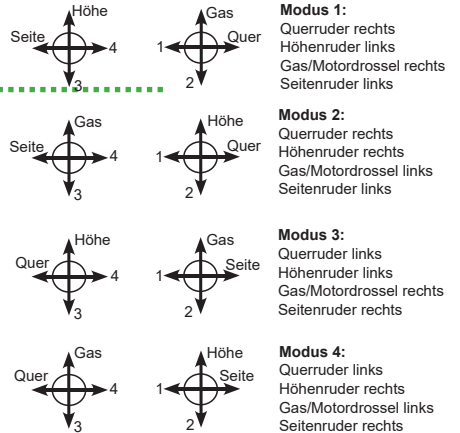 Höhe
Seite 4
3
Gas
1 Quer
2
Modus 1:
Querruder rechts
Höhenruder links
Gas/Motordrossel rechts
Seitenruder links
Gas
Seite 4
3
Höhe
1 Quer
2
Modus 2:
Querruder rechts
Höhenruder rechts
Gas/Motordrossel links
Seitenruder links
Höhe
Quer 4
3
Gas
1 Seite
2
Modus 3:
Querruder links
Höhenruder links
Gas/Motordrossel rechts
Seitenruder rechts
Gas
Quer 4
3
Höhe
1 Seite
2
Modus 4:
Querruder links
Höhenruder rechts
Gas/Motordrossel links
Seitenruder rechts